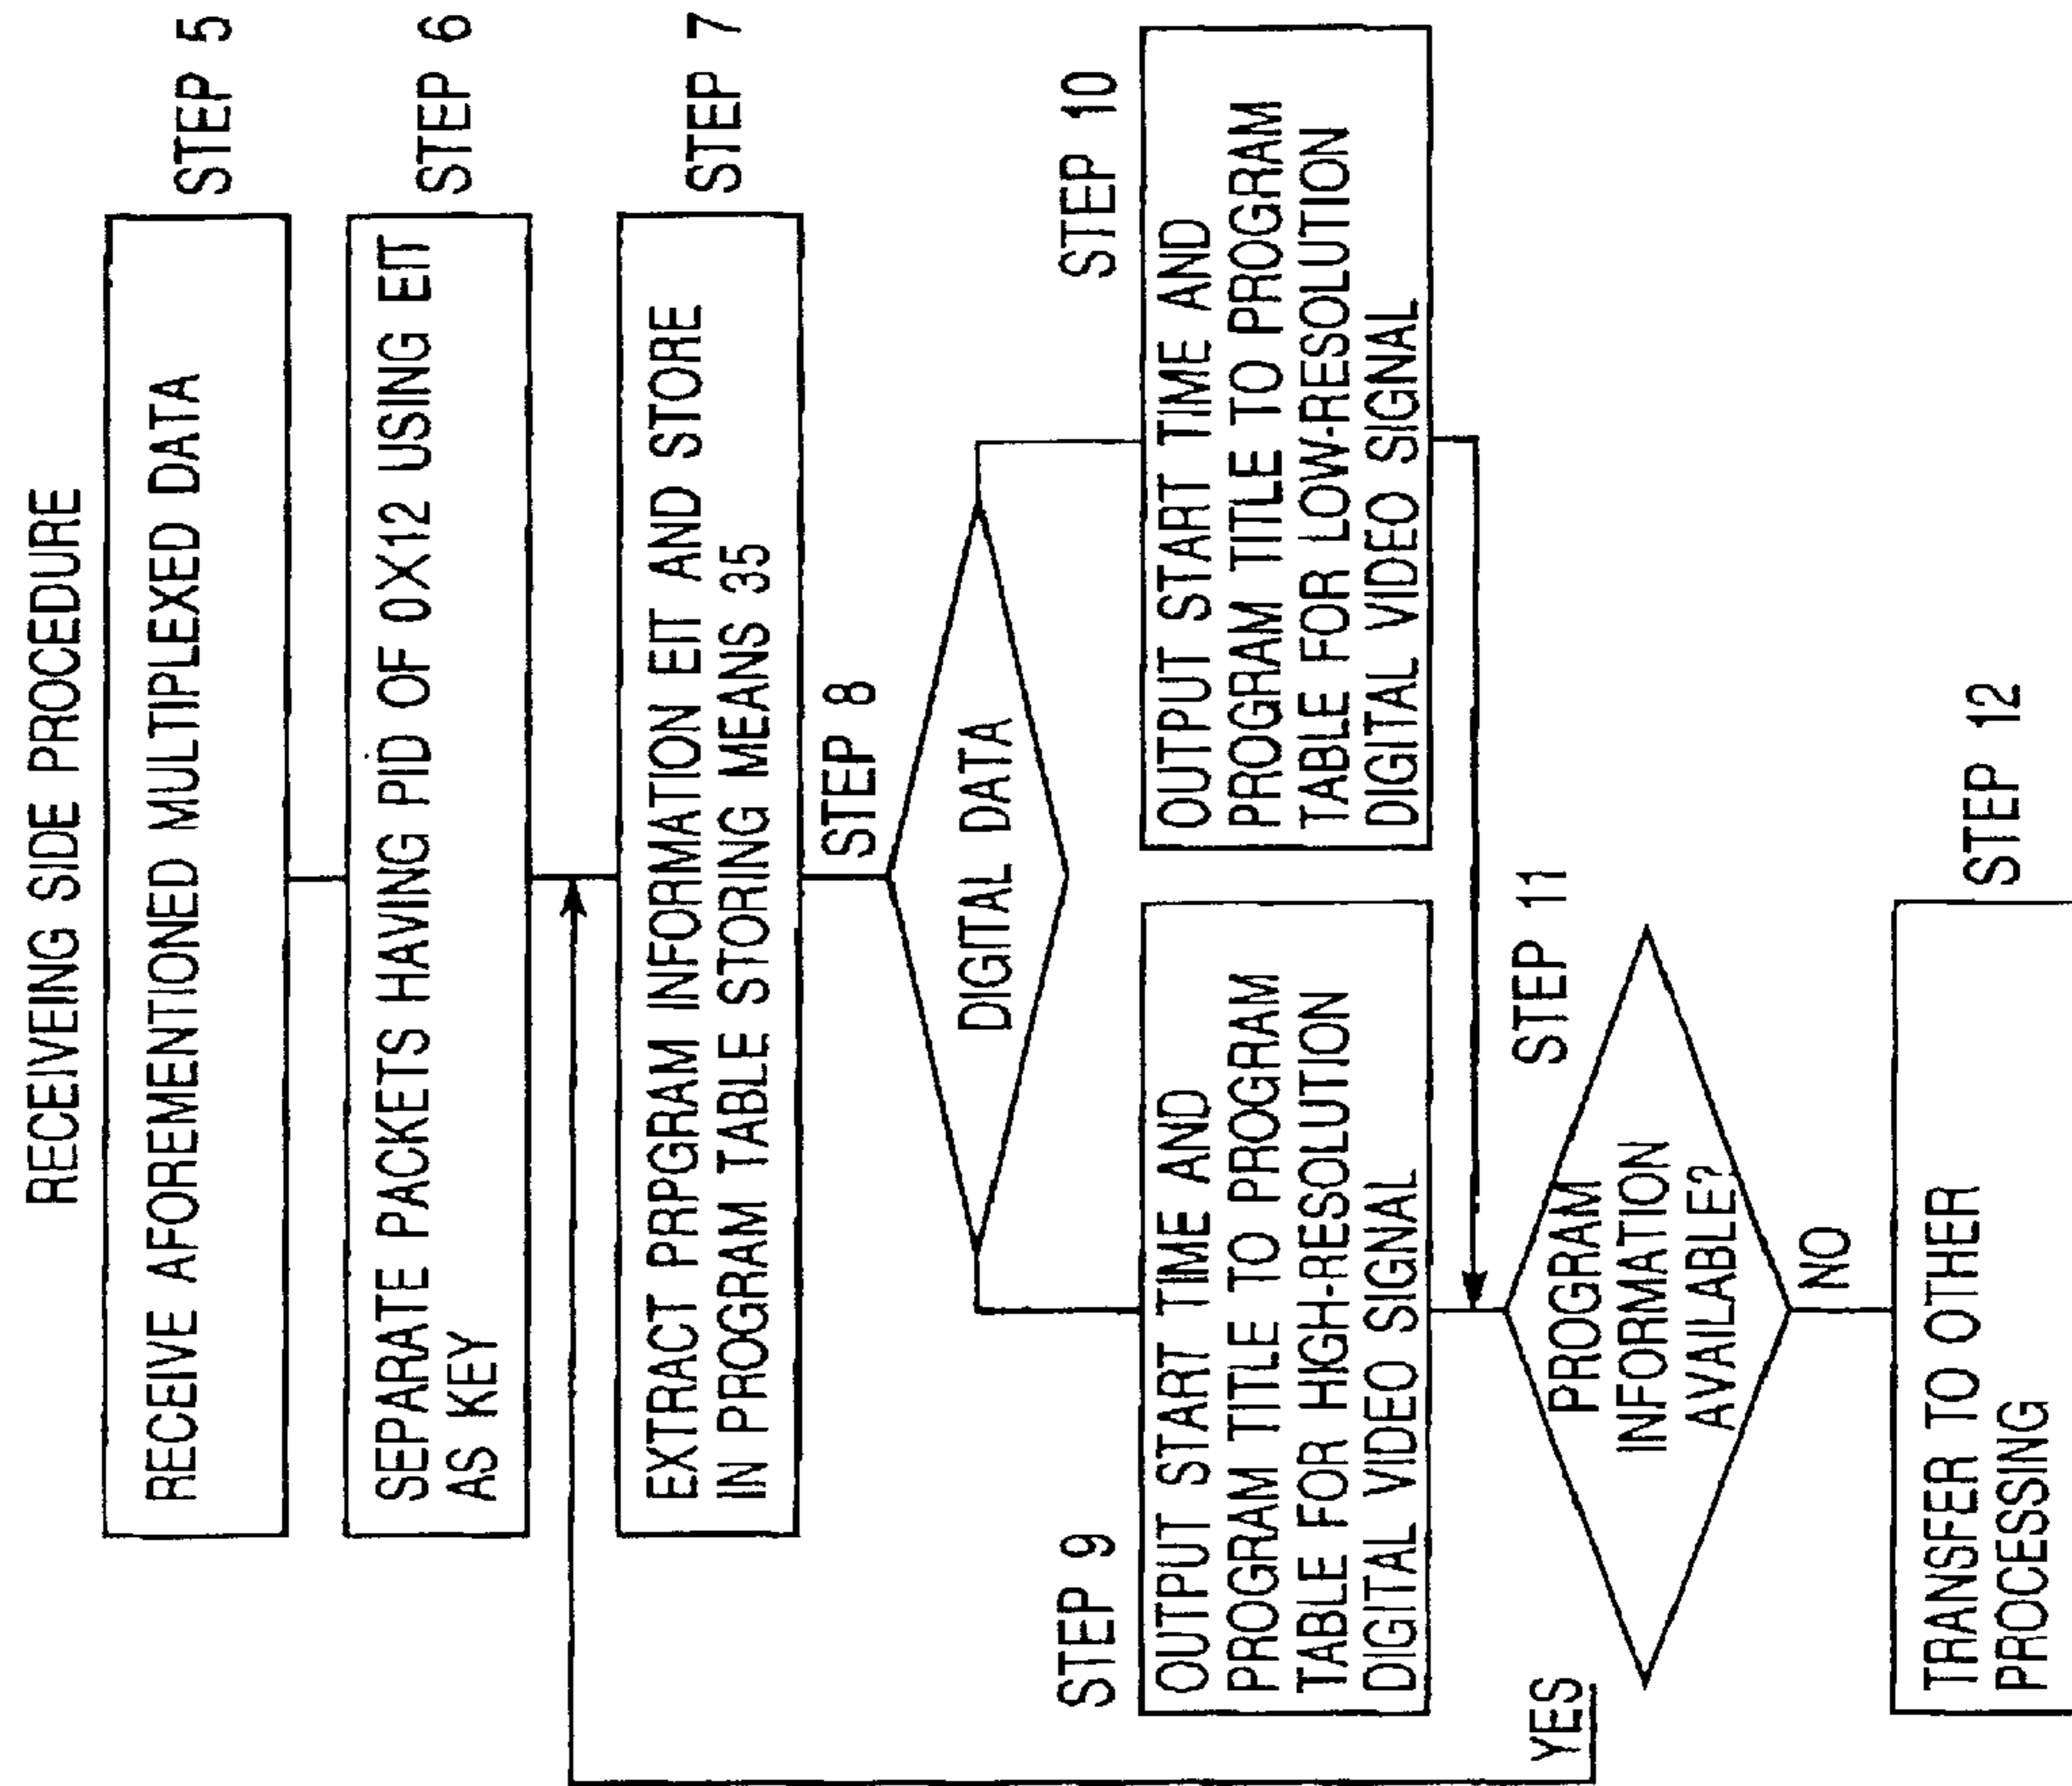 RECEIVEING SIDE PROCEDURE
RECEIVE AFOREMENTIONED MULTIPLEXED DATA
STEP 5
SEPARATE PACKETS HAVING PID OF 0X12 USING EIT
AS KEY
STEP 6
EXTRACT PRPGRAM INFORMATION EIT AND STORE
IN PROGRAM TABLE STORING MEANS 35
STEP 7
STEP 8
DIGITAL DATA
STEP 9
OUTPUT START TIME AND
PROGRAM TITLE TO PROGRAM
TABLE FOR HIGH-RESOLUTION
DIGITAL VIDEO SIGNAL
STEP 10
OUTPUT START TIME AND
PROGRAM TITLE TO PROGRAM
TABLE FOR LOW-RESOLUTION
DIGITAL VIDEO SIGNAL
STEP 11
PROGRAM
INFORMATION
AVAILABLE?
YES
NO
STEP 12
TRANSFER TO OTHER
PROCESSING